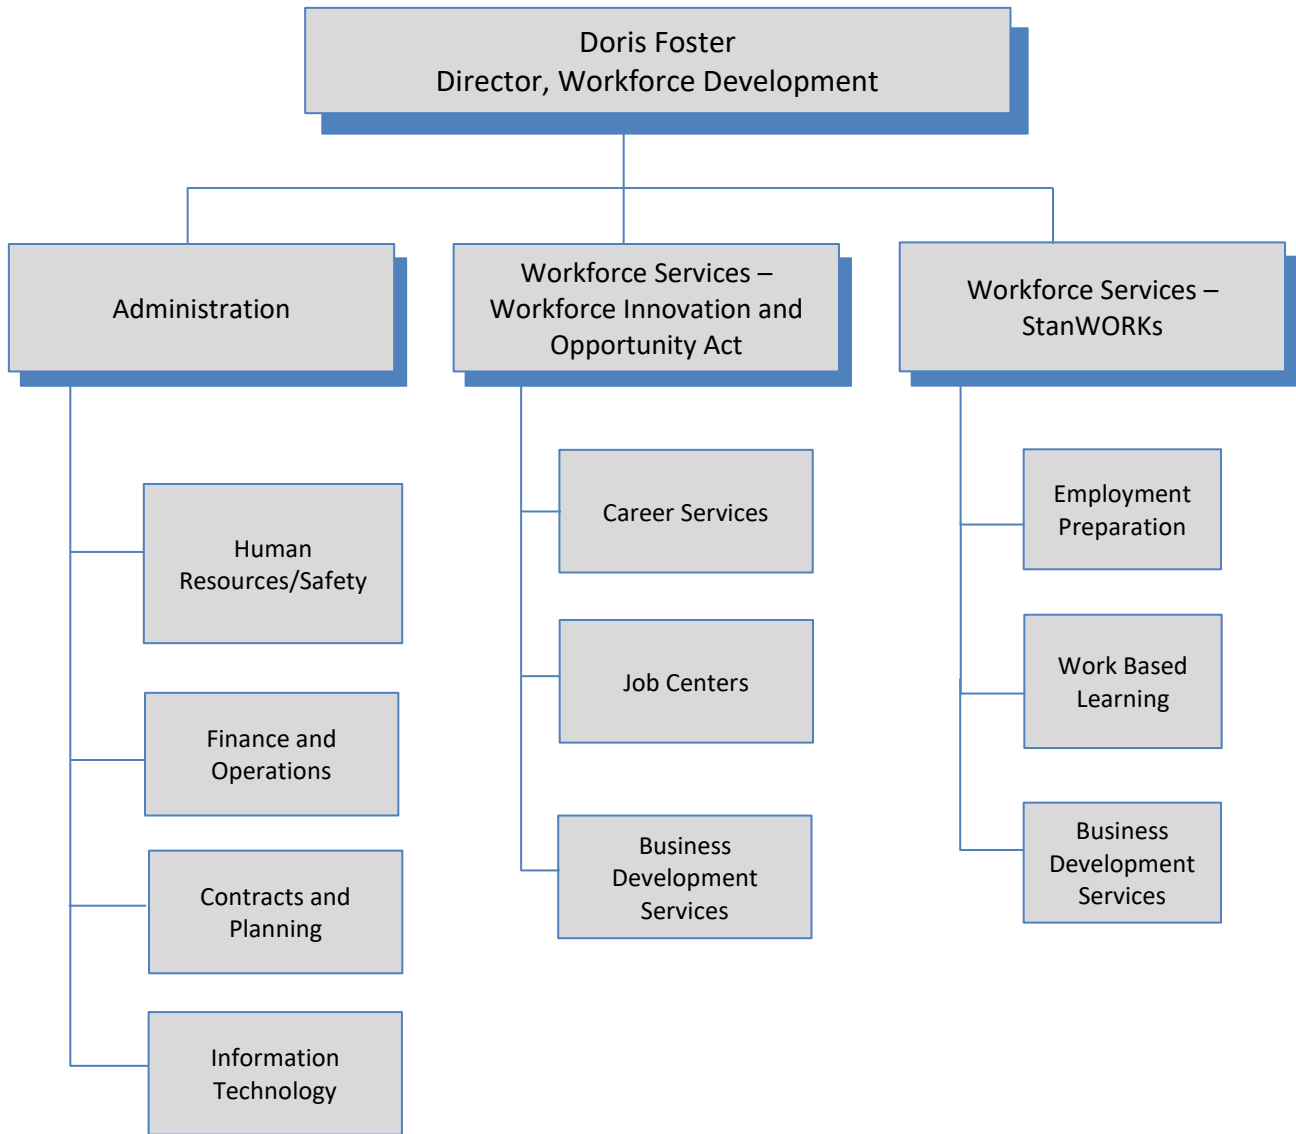 Doris Foster
Director, Workforce Development
Administration
Workforce Services –
Workforce Innovation and
Opportunity Act
Workforce Services –
StanWORKs
Human
Resources/Safety
Finance and
Operations
Contracts and
Planning
Information
Technology
Career Services
Job Centers
Business
Development
Services
Employment
Preparation
Work Based
Learning
Business
Development
Services